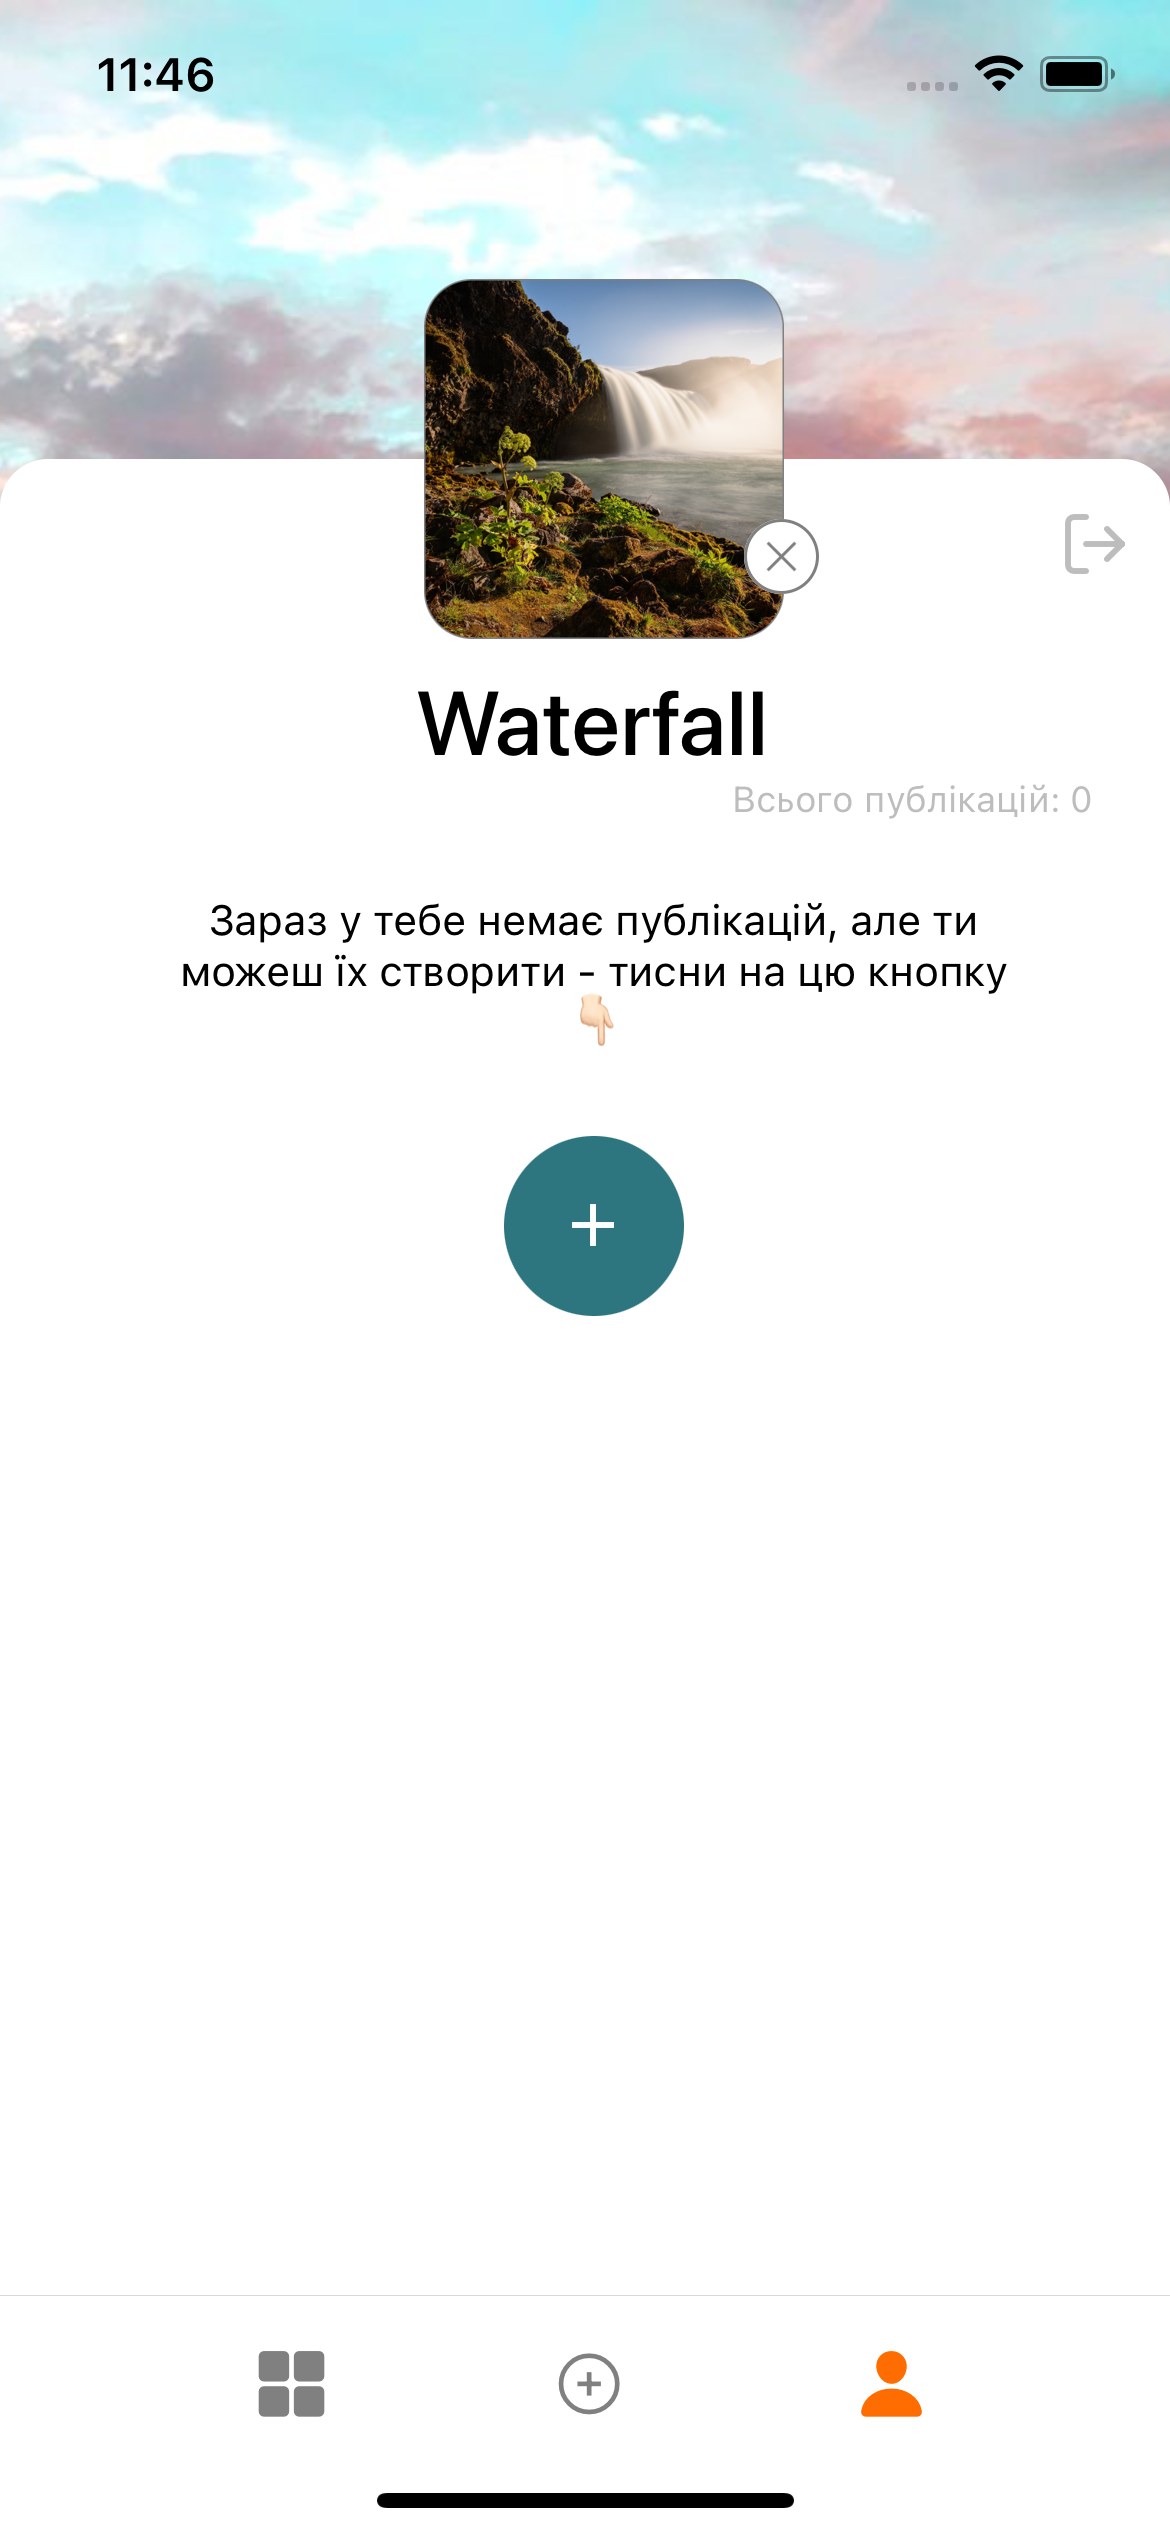 11:46
Waterfall
Всього публікацій: 0
Зараз у тебе немає публікацій, але ти
можеш їх створити - тисни на цю кнопку
👇🏻